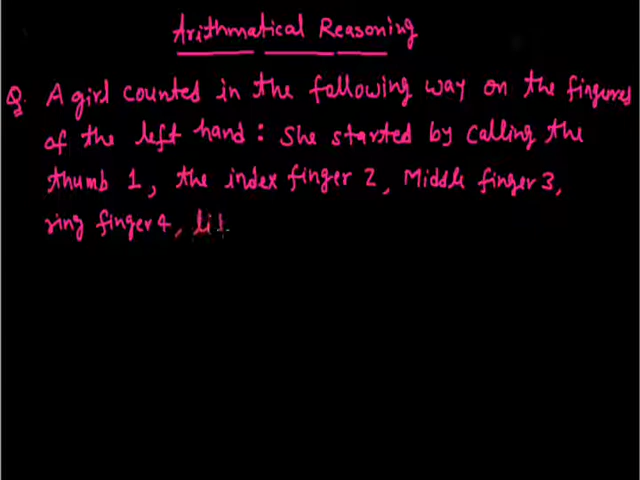 Arithmatical Reasoning
Q. A girl counted in the following way on the fingures
of the left hand : She started by calling the
thumb 1, the index finger 2, Middle finger 3,
ring finger 4, lit